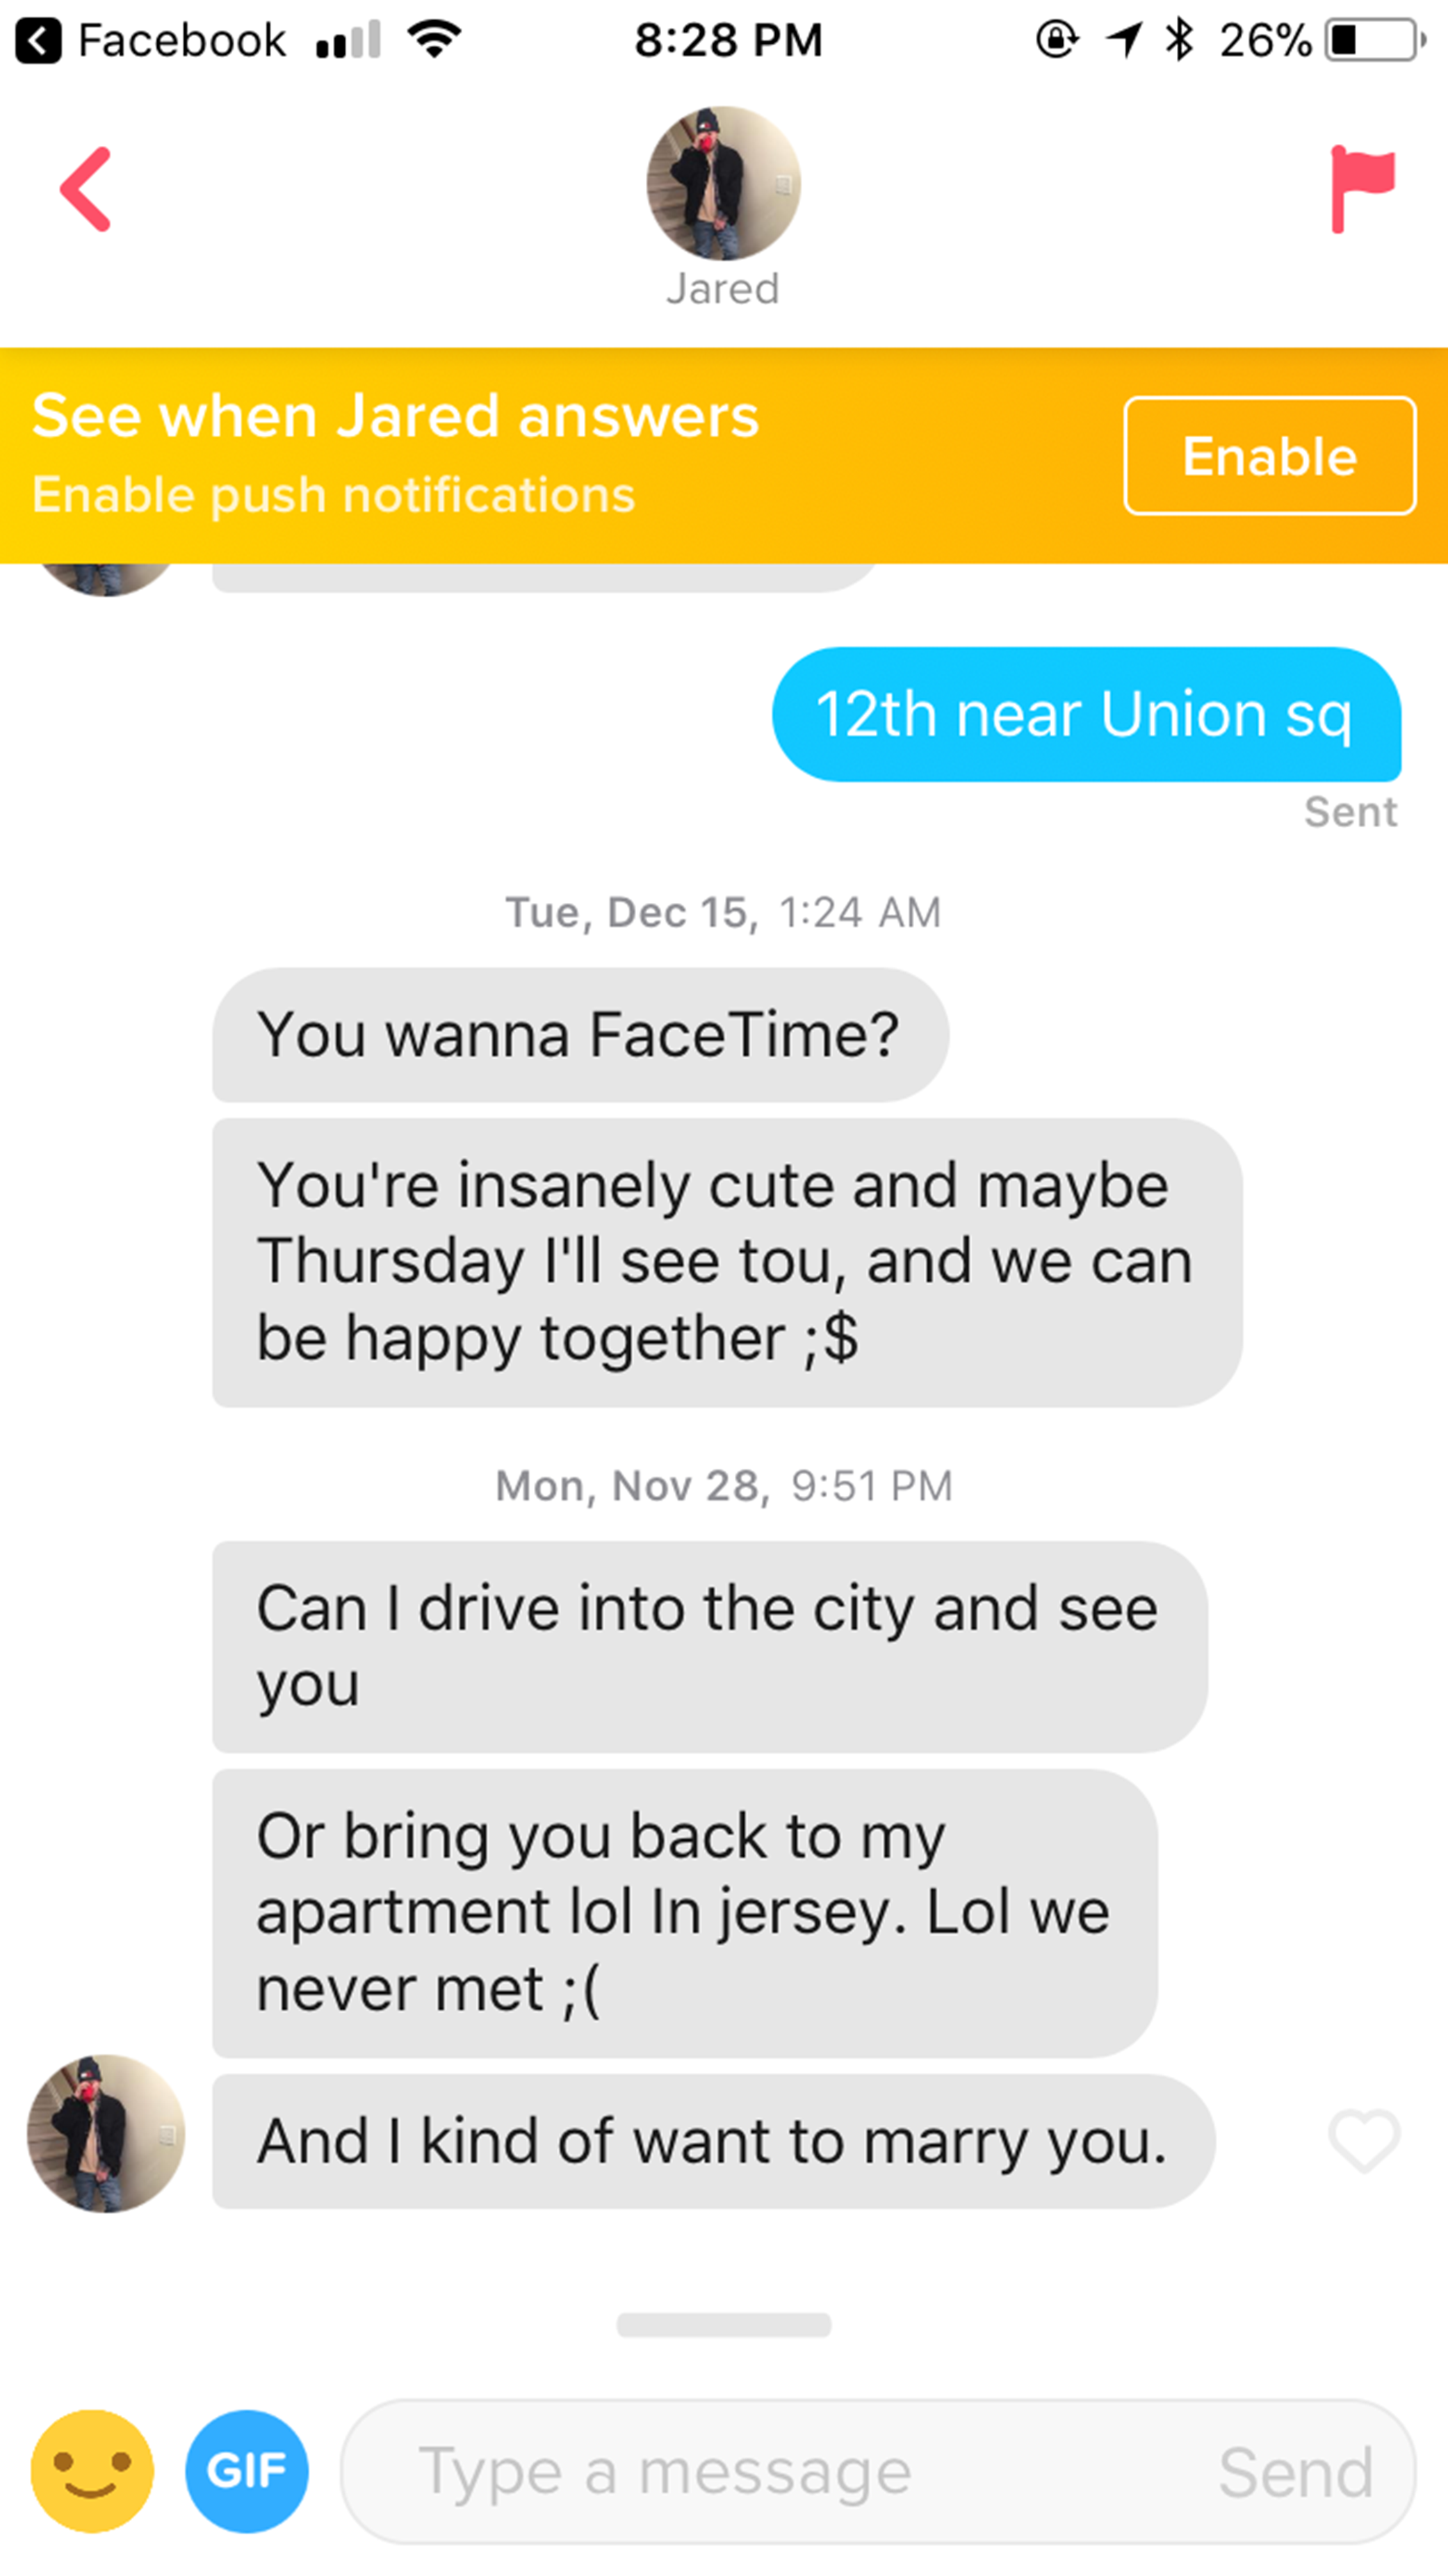 Facebook 8:28 PM 26%
Jared
See when Jared answers
Enable push notifications
Enable
12th near Union sq
Sent
Tue, Dec 15, 1:24 AM
You wanna FaceTime?
You're insanely cute and maybe
Thursday I'll see tou, and we can
be happy together ;$
Mon, Nov 28, 9:51 PM
Can I drive into the city and see
you
Or bring you back to my
apartment lol In jersey. Lol we
never met ;(
And I kind of want to marry you.
GIF Type a message Send